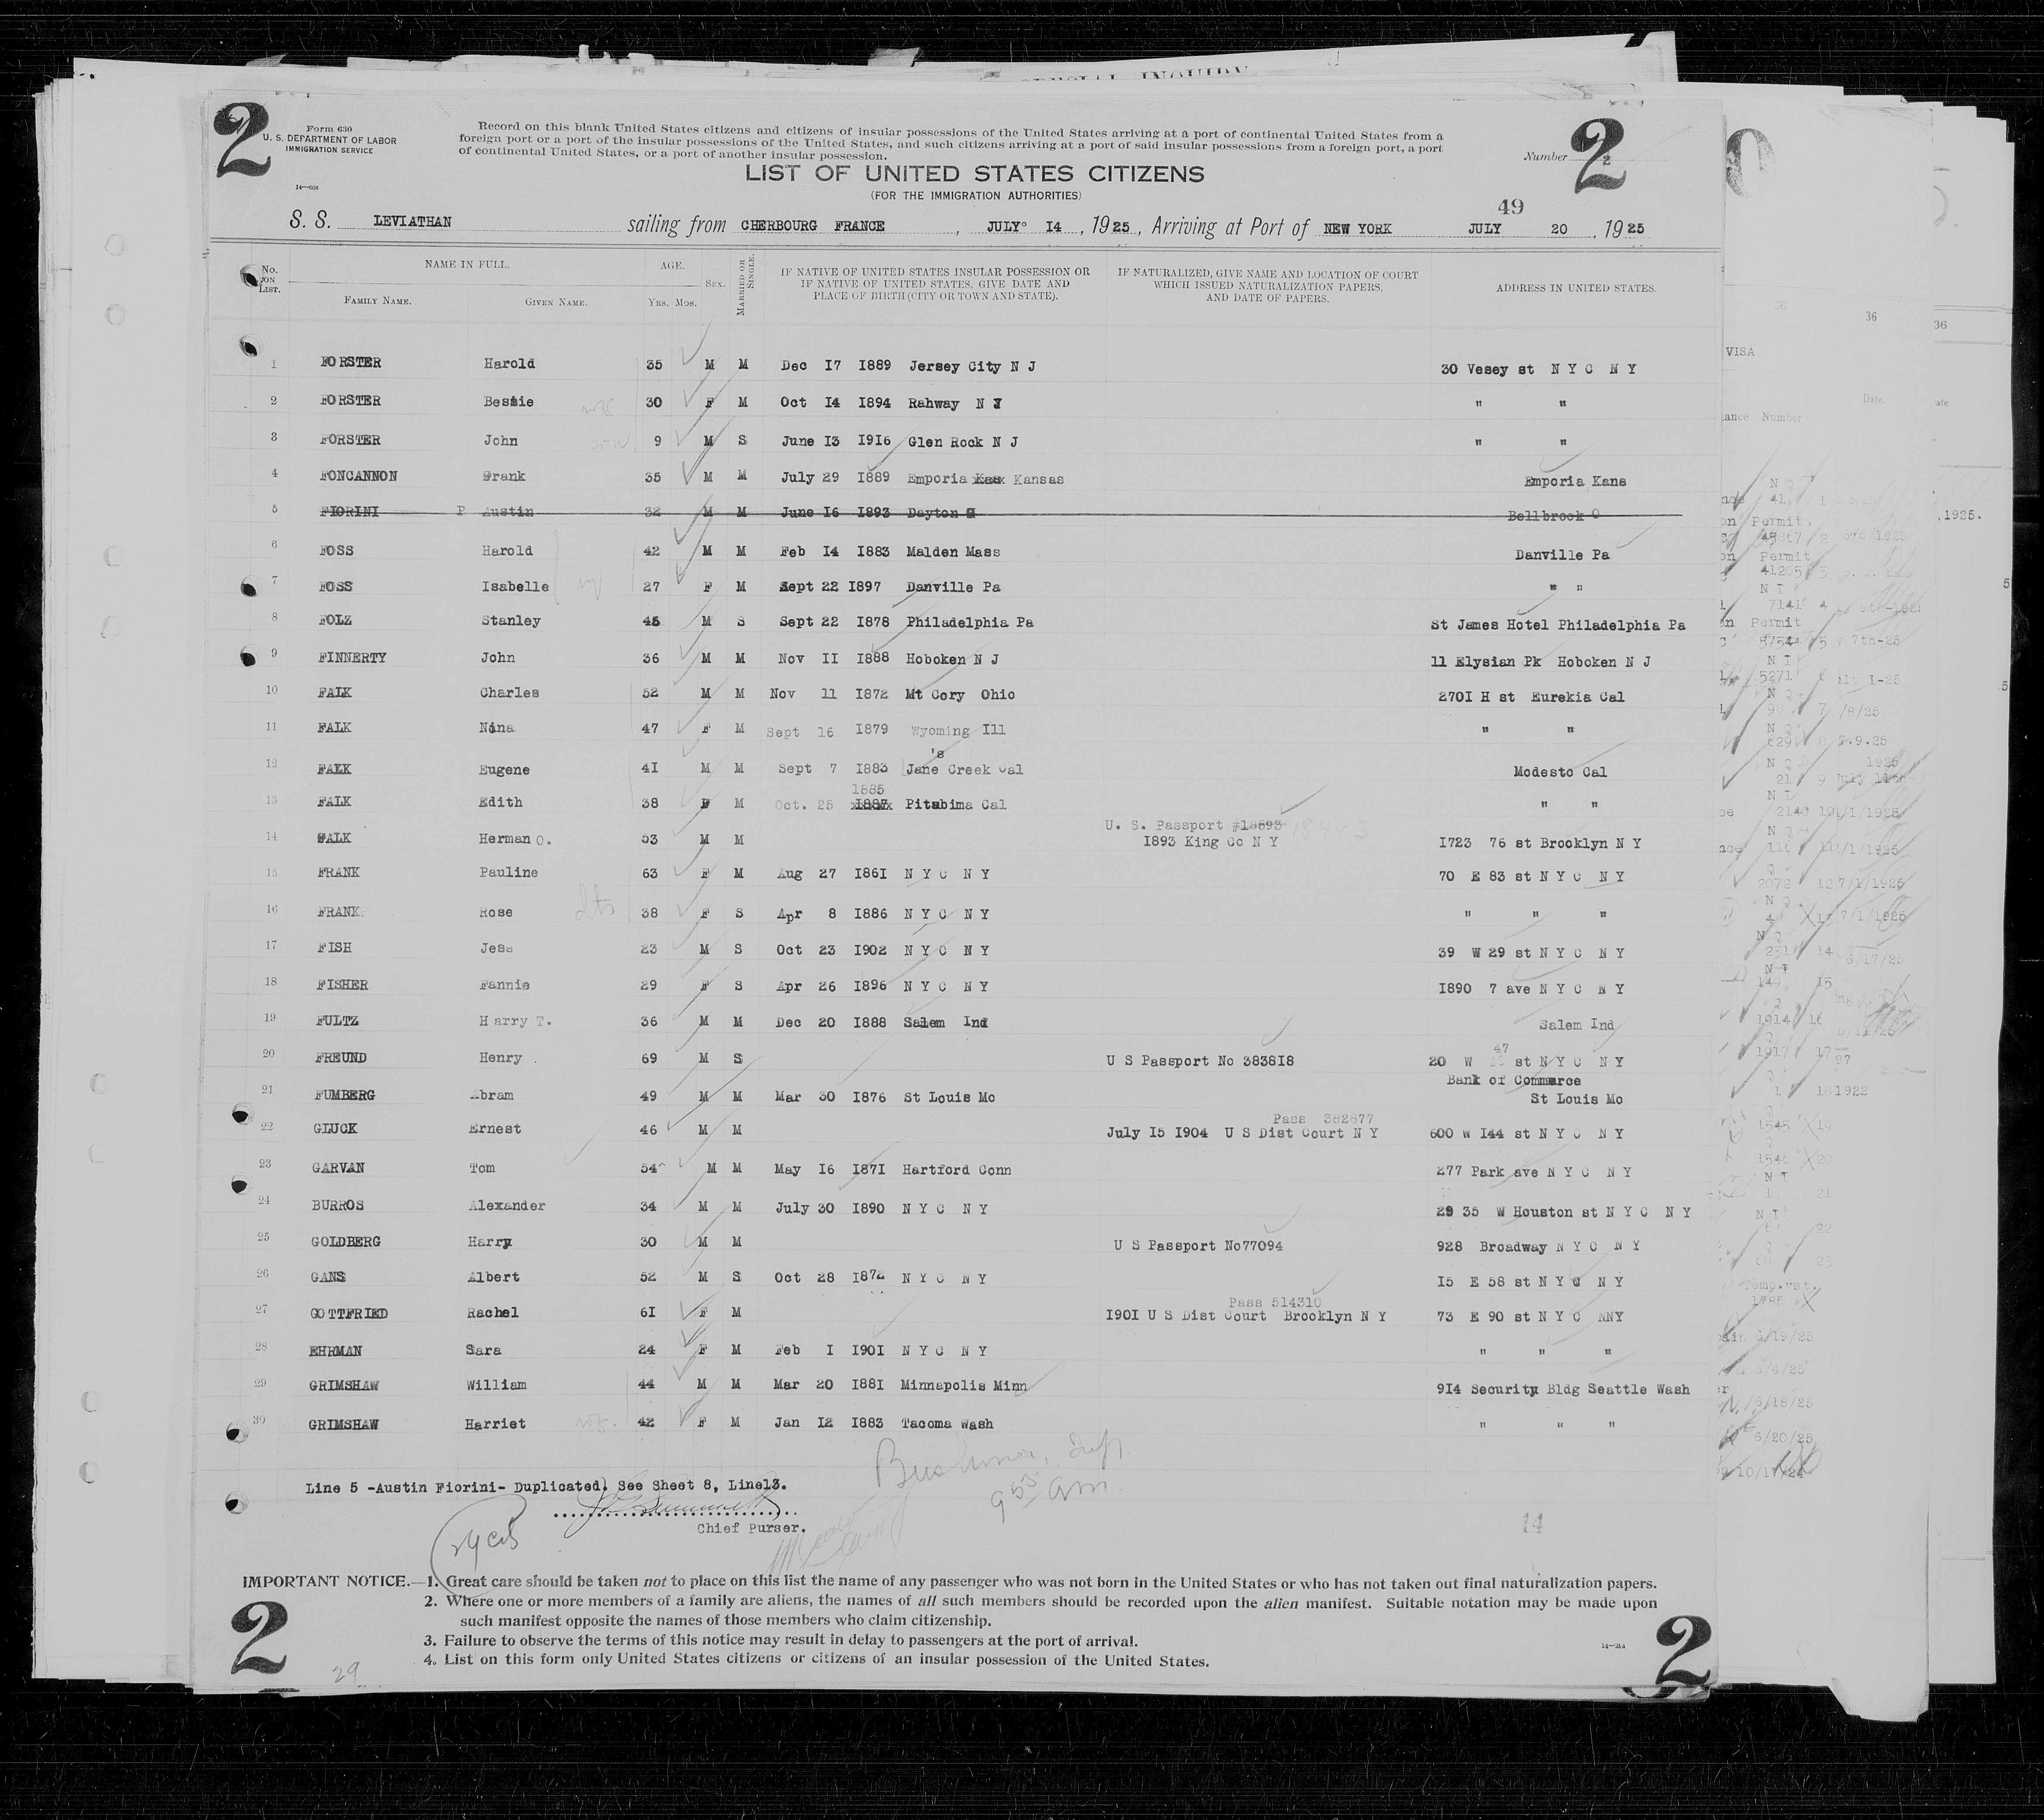 SPECIAL INQUIRY
2
Form 630
U. S. DEPARTMENT OF LABOR
IMMIGRATION SERVICE
14—608
Record on this blank United States citizens and citizens of insular possessions of the United States arriving at a port of continental United States from a
foreign port or a port of the insular possessions of the United States, and such citizens arriving at a port of said insular possessions from a foreign port, a port
of continental United States, or a port of another insular possession.
Number 2
2
LIST OF UNITED STATES CITIZENS
(FOR THE IMMIGRATION AUTHORITIES)
49
S. S. LEVIATHAN sailing from CHERBOURG FRANCE, JULY 14, 1925, Arriving at Port of NEW YORK JULY 20, 1925
No. ON LIST.
NAME IN FULL.
FAMILY NAME. GIVEN NAME.
AGE.
YRS. MOS.
SEX.
MARRIED OR SINGLE.
IF NATIVE OF UNITED STATES INSULAR POSSESSION OR
IF NATIVE OF UNITED STATES, GIVE DATE AND
PLACE OF BIRTH (CITY OR TOWN AND STATE).
IF NATURALIZED, GIVE NAME AND LOCATION OF COURT
WHICH ISSUED NATURALIZATION PAPERS,
AND DATE OF PAPERS.
ADDRESS IN UNITED STATES.
1 FORSTER Harold 35 M M Dec 17 1889 Jersey City N J 30 Vesey st N Y C N Y
2 FORSTER Bessie 30 F M Oct 14 1894 Rahway N J " "
3 FORSTER John son 9 M S June 13 1916 Glen Rock N J " "
4 FONCANNON Frank 35 M M July 29 1889 Emporia Kansas Emporia Kans
5 FIORINI P Austin 32 M M June 16 1893 Dayton O Bellbrook O
6 FOSS Harold 42 M M Feb 14 1883 Malden Mass Danville Pa
7 FOSS Isabelle 27 F M Sept 22 1897 Danville Pa " "
8 FOLZ Stanley 46 M S Sept 22 1878 Philadelphia Pa St James Hotel Philadelphia Pa
9 FINNERTY John 36 M M Nov 11 1888 Hoboken N J 11 Elysian Pk Hoboken N J
10 FALK Charles 52 M M Nov 11 1872 Mt Cory Ohio 2701 H st Eurekia Cal
11 FALK Nina 47 F M Sept 16 1879 Wyoming Ill " "
12 FALK Eugene 41 M M Sept 7 1883 Jane's Creek Cal Modesto Cal
13 FALK Edith 38 F M Oct. 25 1885 Pitabima Cal " "
14 FALK Herman O. 53 M M U. S. Passport #18593
1893 King Co N Y 1723 76 st Brooklyn N Y
15 FRANK Pauline 63 F M Aug 27 1861 N Y C N Y 70 E 83 st N Y C N Y
16 FRANK Rose 38 F S Apr 8 1886 N Y C N Y " " "
17 FISH Jess 23 M S Oct 23 1902 N Y C N Y 39 W 29 st N Y C N Y
18 FISHER Fannie 29 F S Apr 26 1896 N Y C N Y 1890 7 ave N Y C N Y
19 FULTZ Harry T. 36 M M Dec 20 1888 Salem Ind Salem Ind
20 FREUND Henry 69 M S U S Passport No 383818 20 W 47 st N Y C N Y
21 FUMBERG Abram 49 M M Mar 30 1876 St Louis Mo Bank of Commerce
St Louis Mo
22 GLUCK Ernest 46 M M Pass 382877
July 15 1904 U S Dist Court N Y 600 W 144 st N Y C N Y
23 GARVAN Tom 54 M M May 16 1871 Hartford Conn 277 Park ave N Y C N Y
24 BURROS Alexander 34 M M July 30 1890 N Y C N Y 29 35 W Houston st N Y C N Y
25 GOLDBERG Harry 30 M M U S Passport No77094 928 Broadway N Y C N Y
26 GANS Albert 52 M S Oct 28 1872 N Y C N Y 15 E 58 st N Y C N Y
27 GOTTFRIED Rachel 61 F M Pass 514310
1901 U S Dist Court Brooklyn N Y 73 E 90 st N Y C NNY
28 EHRMAN Sara 24 F M Feb 1 1901 N Y C N Y " " "
29 GRIMSHAW William 44 M M Mar 20 1881 Minnapolis Minn 914 Security Bldg Seattle Wash
30 GRIMSHAW Harriet 42 F M Jan 12 1883 Tacoma Wash " " "
Line 5 -Austin Fiorini- Duplicated. See Sheet 8, Line13.
Chief Purser.
9 55 am
14
IMPORTANT NOTICE.—1. Great care should be taken not to place on this list the name of any passenger who was not born in the United States or who has not taken out final naturalization papers.
2. Where one or more members of a family are aliens, the names of all such members should be recorded upon the alien manifest. Suitable notation may be made upon
such manifest opposite the names of those members who claim citizenship.
3. Failure to observe the terms of this notice may result in delay to passengers at the port of arrival.
4. List on this form only United States citizens or citizens of an insular possession of the United States.
14—214
2
29
2
36
36
VISA
Number
Date.